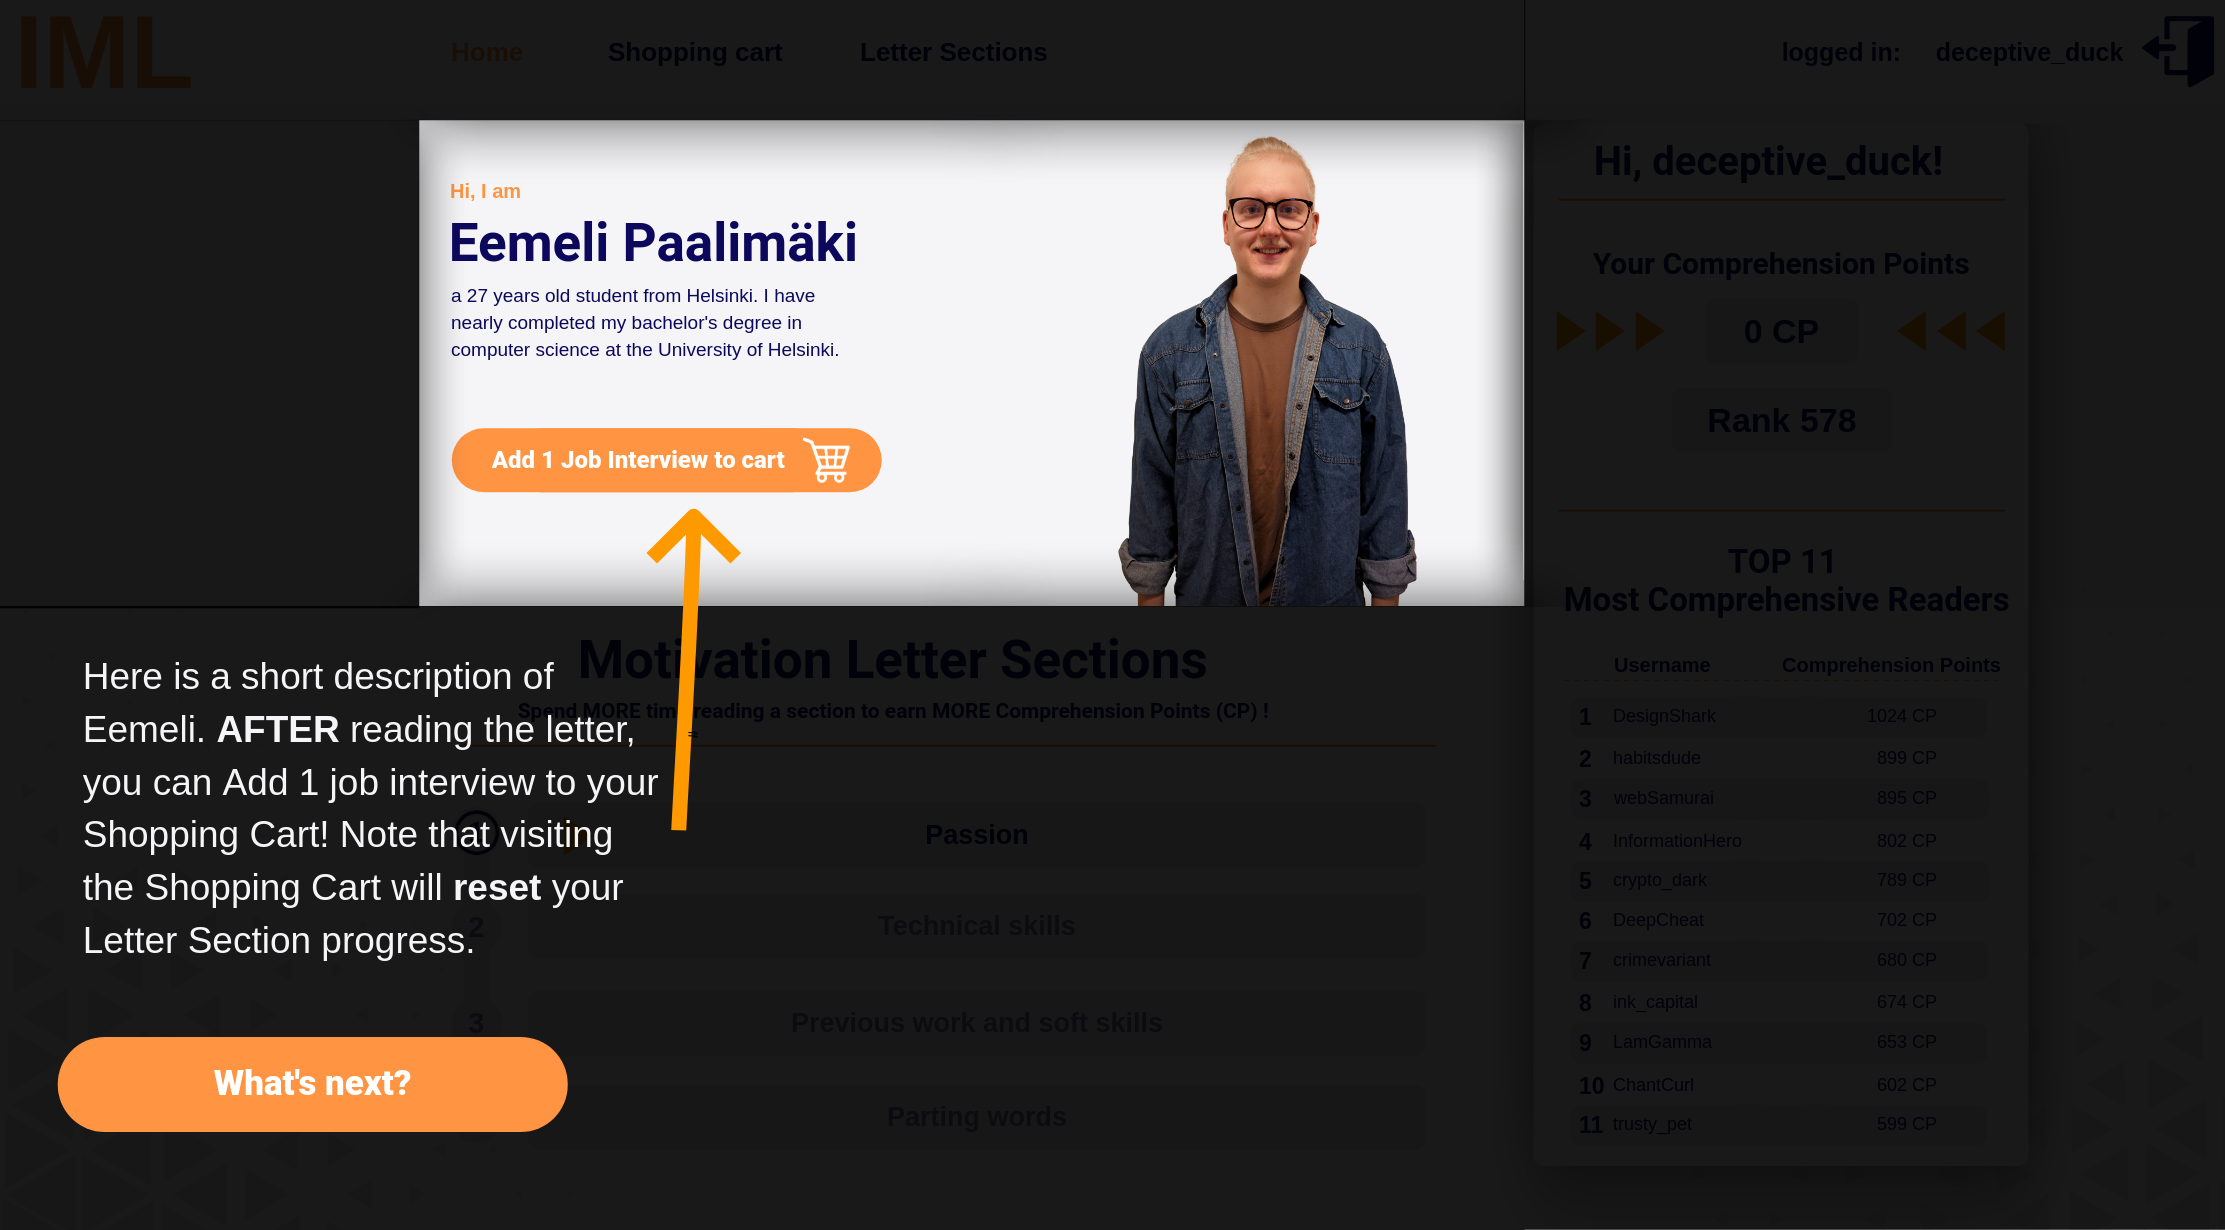 IML
Home
Shopping cart
Letter Sections
logged in:
deceptive_duck
Hi, I am
Eemeli Paalimäki
a 27 years old student from Helsinki. I have
nearly completed my bachelor's degree in
computer science at the University of Helsinki.
Add 1 Job Interview to cart
Hi, deceptive_duck!
Your Comprehension Points
0 CP
Rank 578
TOP 11
Most Comprehensive Readers
Username Comprehension Points
1 DesignShark 1024 CP
2 habitsdude 899 CP
3 webSamurai 895 CP
4 InformationHero 802 CP
5 crypto_dark 789 CP
6 DeepCheat 702 CP
7 crimevariant 680 CP
8 ink_capital 674 CP
9 LamGamma 653 CP
10 ChantCurl 602 CP
11 trusty_pet 599 CP
Motivation Letter Sections
Spend MORE time reading a section to earn MORE Comprehension Points (CP) !
Passion
2 Technical skills
3 Previous work and soft skills
Parting words
Here is a short description of
Eemeli. AFTER reading the letter,
you can Add 1 job interview to your
Shopping Cart! Note that visiting
the Shopping Cart will reset your
Letter Section progress.
What's next?